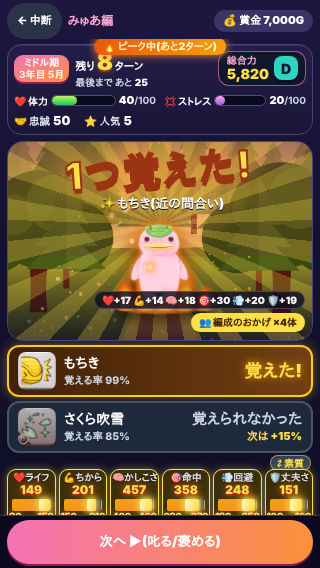 ← 中断
みゅあ編
💰 賞金 7,000G
🔥 ピーク中(あと2ターン)
ミドル期
3年目 5月
残り 8 ターン
最後まで あと 25
総合力
5,820 D
❤️ 体力 40/100
💢 ストレス 20/100
🤝 忠誠 50
⭐ 人気 5
1つ覚えた!
✨もちき(近の間合い)
❤️+17 💪+14 🧠+18 🎯+30 💨+20 🛡️+19
👥 編成のおかげ ×4体
もちき
覚える率 99%
覚えた!
さくら吹雪
覚える率 85%
覚えられなかった
次は +15%
❤️ライフ
149
💪ちから
201
🧠かしこさ
457
🎯命中
358
💨回避
248
🛡️丈夫さ
151
素質
次へ ▶(叱る/褒める)